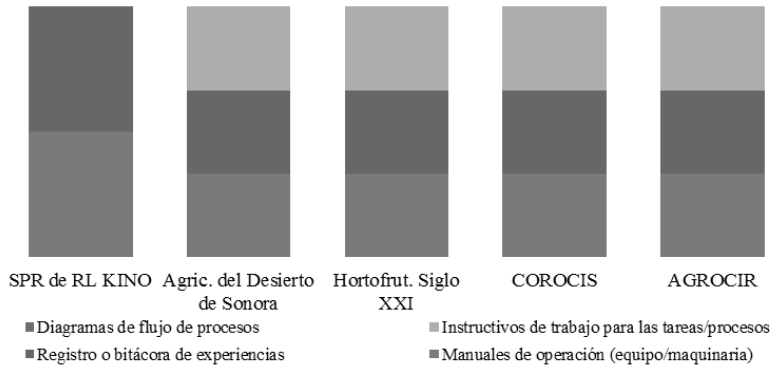 SPR de RL KINO
Agric. del Desierto
de Sonora
Hortofrut. Siglo
XXI
COROCIS
AGROCIR
Diagramas de flujo de procesos
Instructivos de trabajo para las tareas/procesos
Registro o bitácora de experiencias
Manuales de operación (equipo/maquinaria)